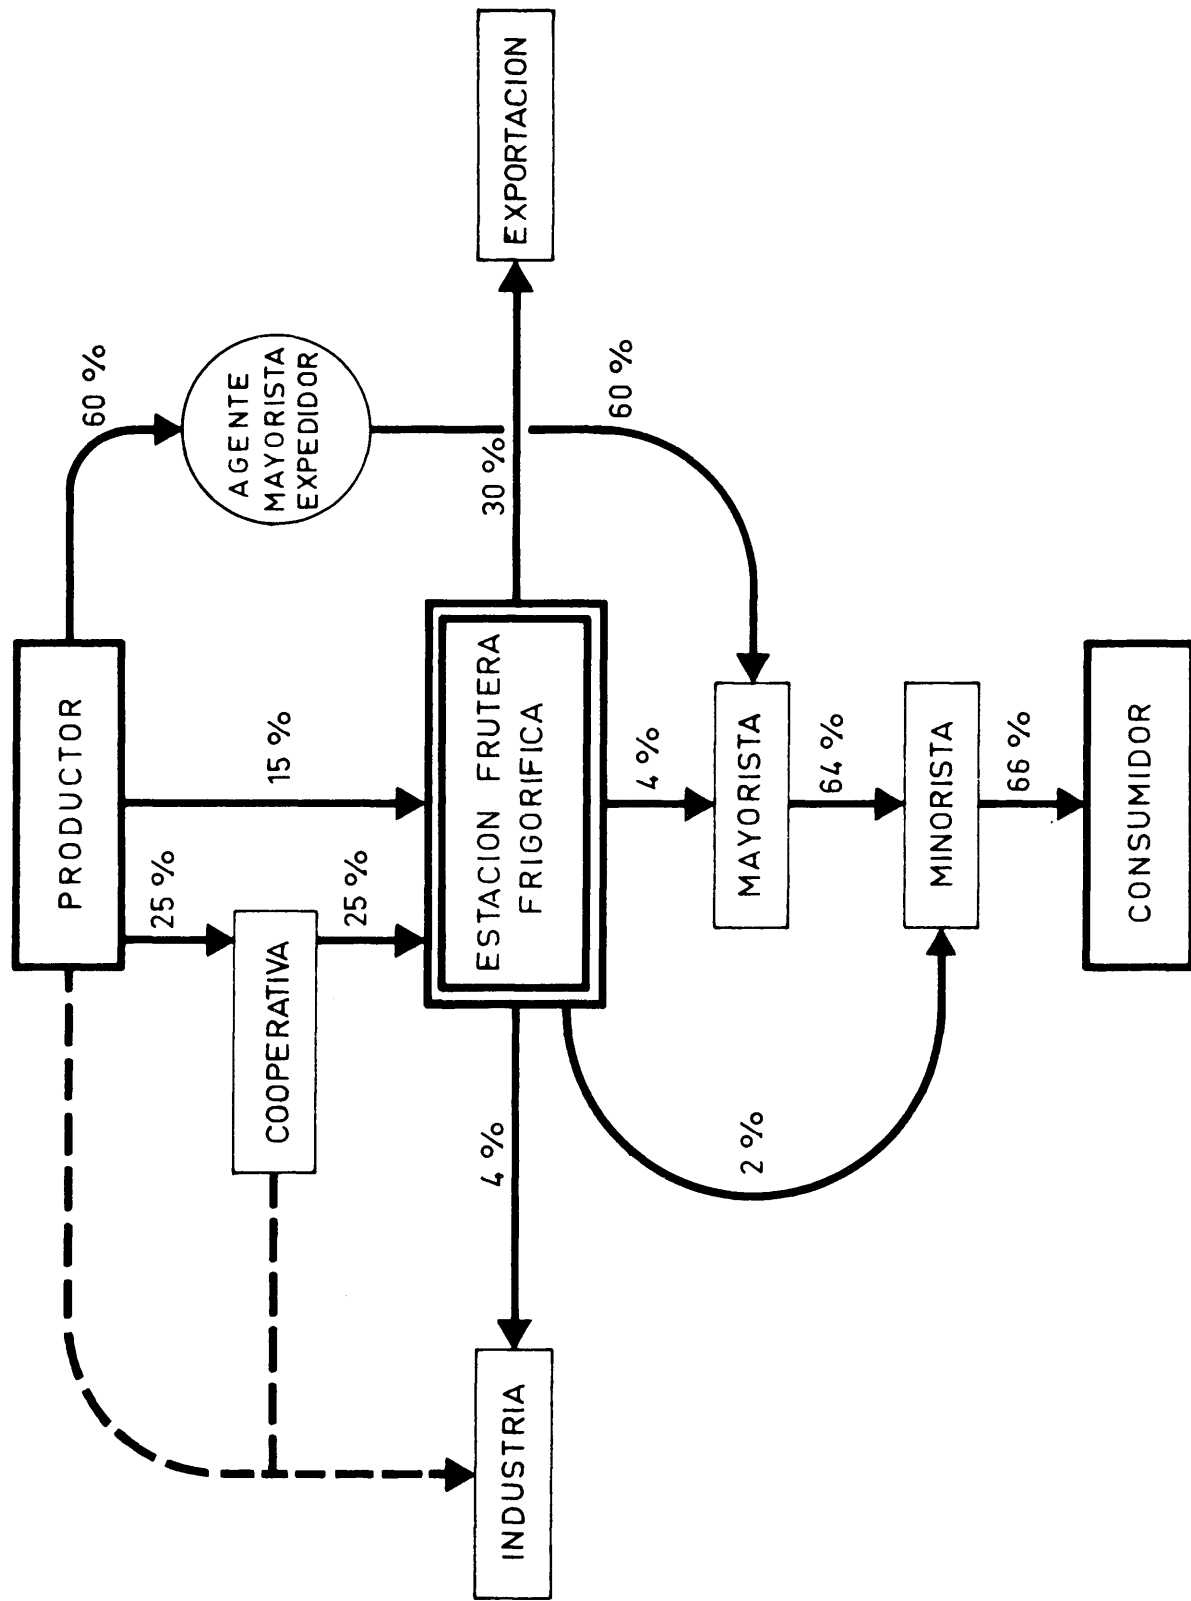 PRODUCTOR
60 %
25 %
15 %
AGENTE
MAYORISTA
EXPEDIDOR
COOPERATIVA
25 %
ESTACION FRUTERA
FRIGORIFICA
4 %
30 %
INDUSTRIA
EXPORTACION
60 %
4 %
MAYORISTA
2 %
64 %
MINORISTA
66 %
CONSUMIDOR